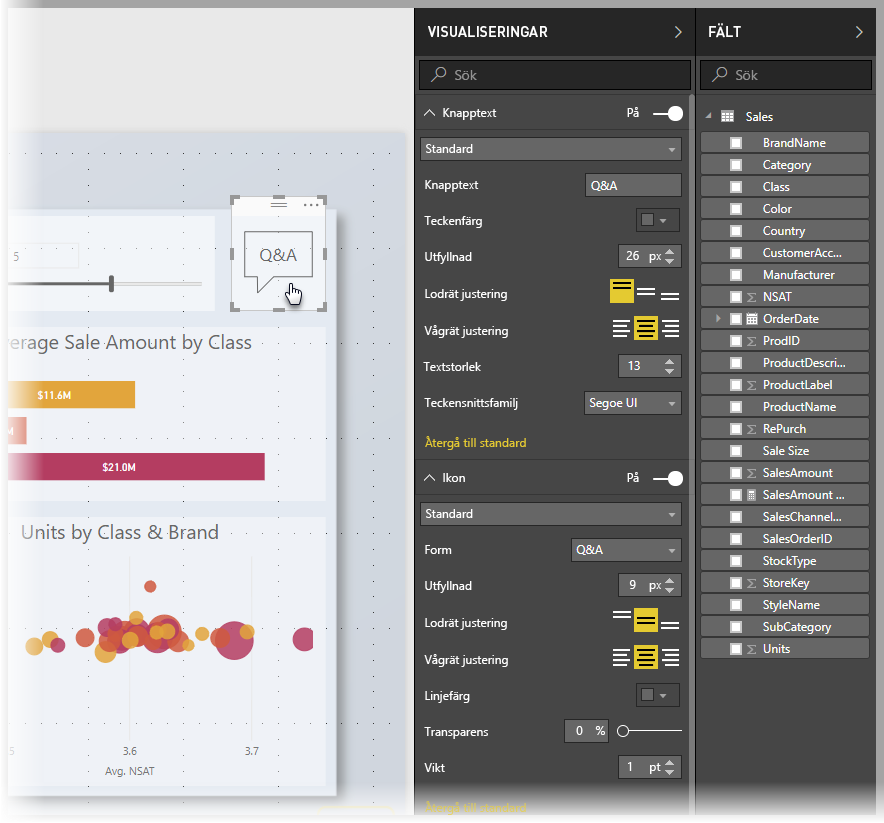 5
Q&A
erage Sale Amount by Class
$11.6M
M
$21.0M
Units by Class & Brand
5
3.6
3.7
Avg. NSAT
VISUALISERINGAR
Sök
Knapptext
På
Standard
Knapptext
Q&A
Teckenfärg
Utfyllnad
26 px
Lodrät justering
Vågrät justering
Textstorlek
13
Teckensnittsfamilj
Segoe UI
Återgå till standard
Ikon
På
Standard
Form
Q&A
Utfyllnad
9 px
Lodrät justering
Vågrät justering
Linjefärg
Transparens
0 %
Vikt
1 pt
Återgå till standard
FÄLT
Sök
Sales
BrandName
Category
Class
Color
Country
CustomerAcc...
Manufacturer
NSAT
OrderDate
ProdID
ProductDescri...
ProductLabel
ProductName
RePurch
Sale Size
SalesAmount
SalesAmount ...
SalesChannel...
SalesOrderID
StockType
StoreKey
StyleName
SubCategory
Units